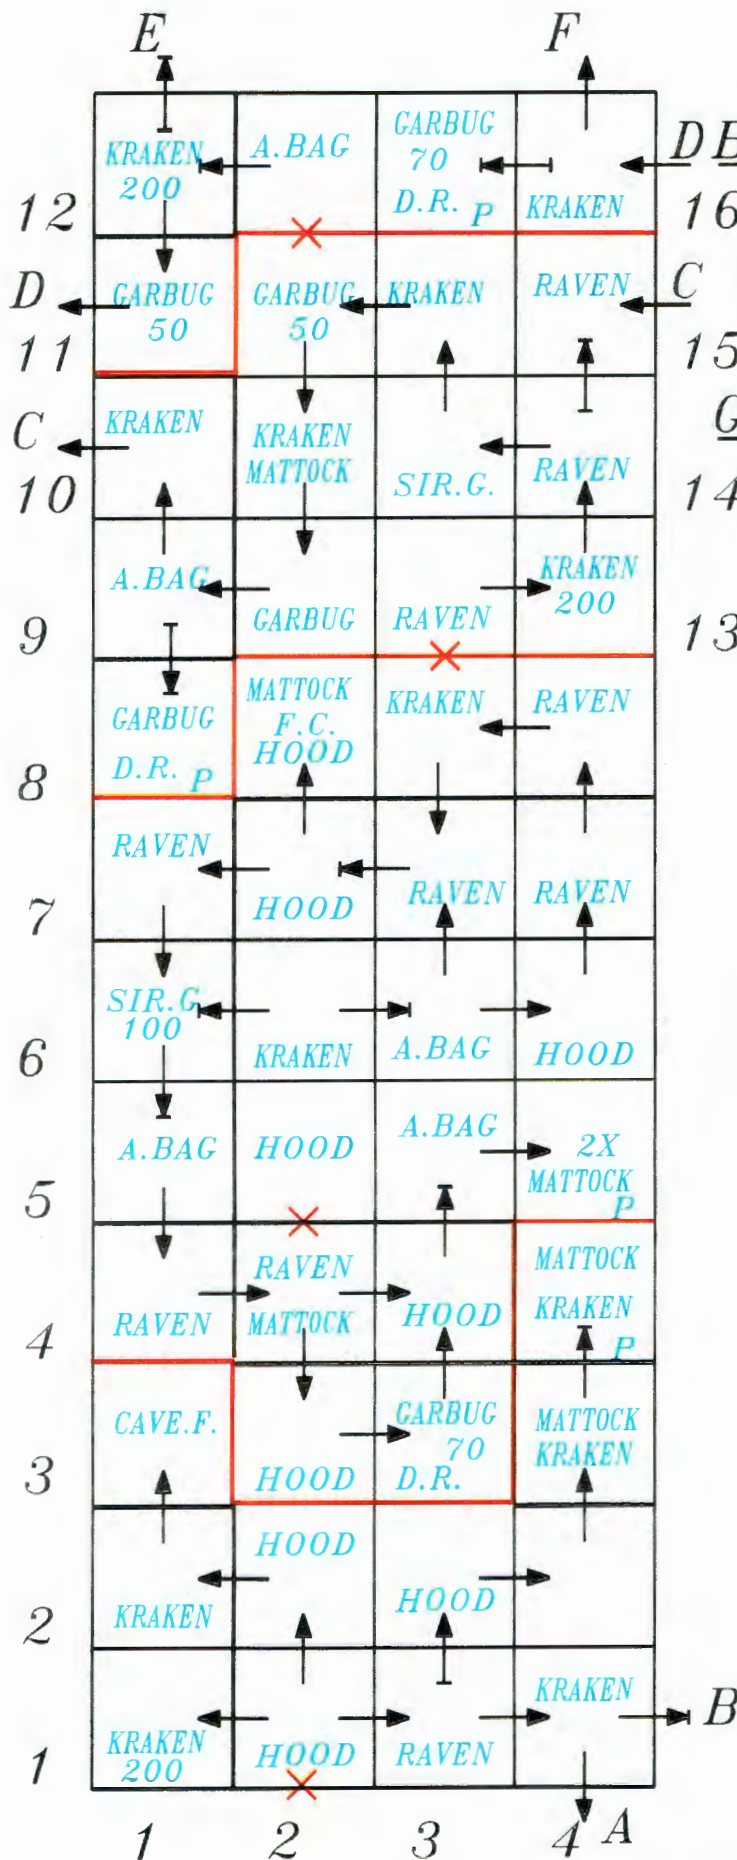 E F
KRAKEN 200 A.BAG GARBUG 70 D.R. P KRAKEN D B
12 16
D GARBUG 50 GARBUG 50 KRAKEN RAVEN C
11 15
C KRAKEN KRAKEN MATTOCK SIR.G. RAVEN G
10 14
A.BAG GARBUG RAVEN KRAKEN 200
9 13
GARBUG D.R. P MATTOCK F.C. HOOD KRAKEN RAVEN
8
RAVEN HOOD RAVEN RAVEN
7
SIR.G. 100 KRAKEN A.BAG HOOD
6
A.BAG HOOD A.BAG 2X MATTOCK P
5
RAVEN RAVEN MATTOCK HOOD MATTOCK KRAKEN P
4
CAVE.F. HOOD GARBUG 70 D.R. MATTOCK KRAKEN
3
KRAKEN HOOD HOOD
2
KRAKEN 200 HOOD RAVEN KRAKEN B
1
1 2 3 4 A